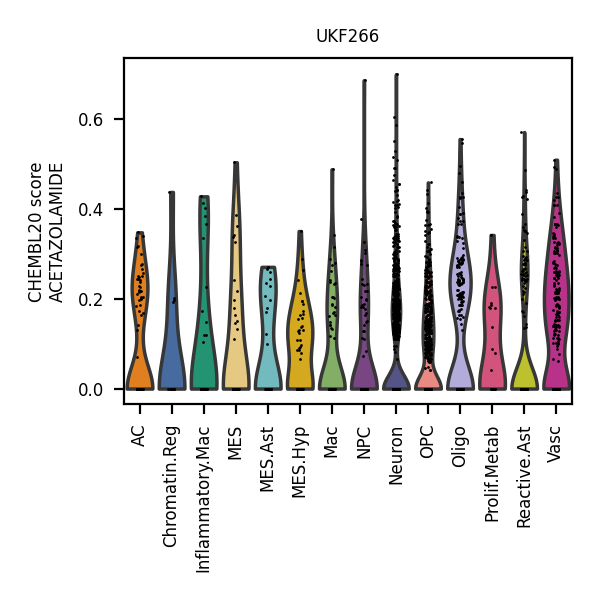 UKF266
CHEMBL20 score
ACETAZOLAMIDE
0.6
0.4
0.2
0.0
AC
Chromatin.Reg
Inflammatory.Mac
MES
MES.Ast
MES.Hyp
Mac
NPC
Neuron
OPC
Oligo
Prolif.Metab
Reactive.Ast
Vasc